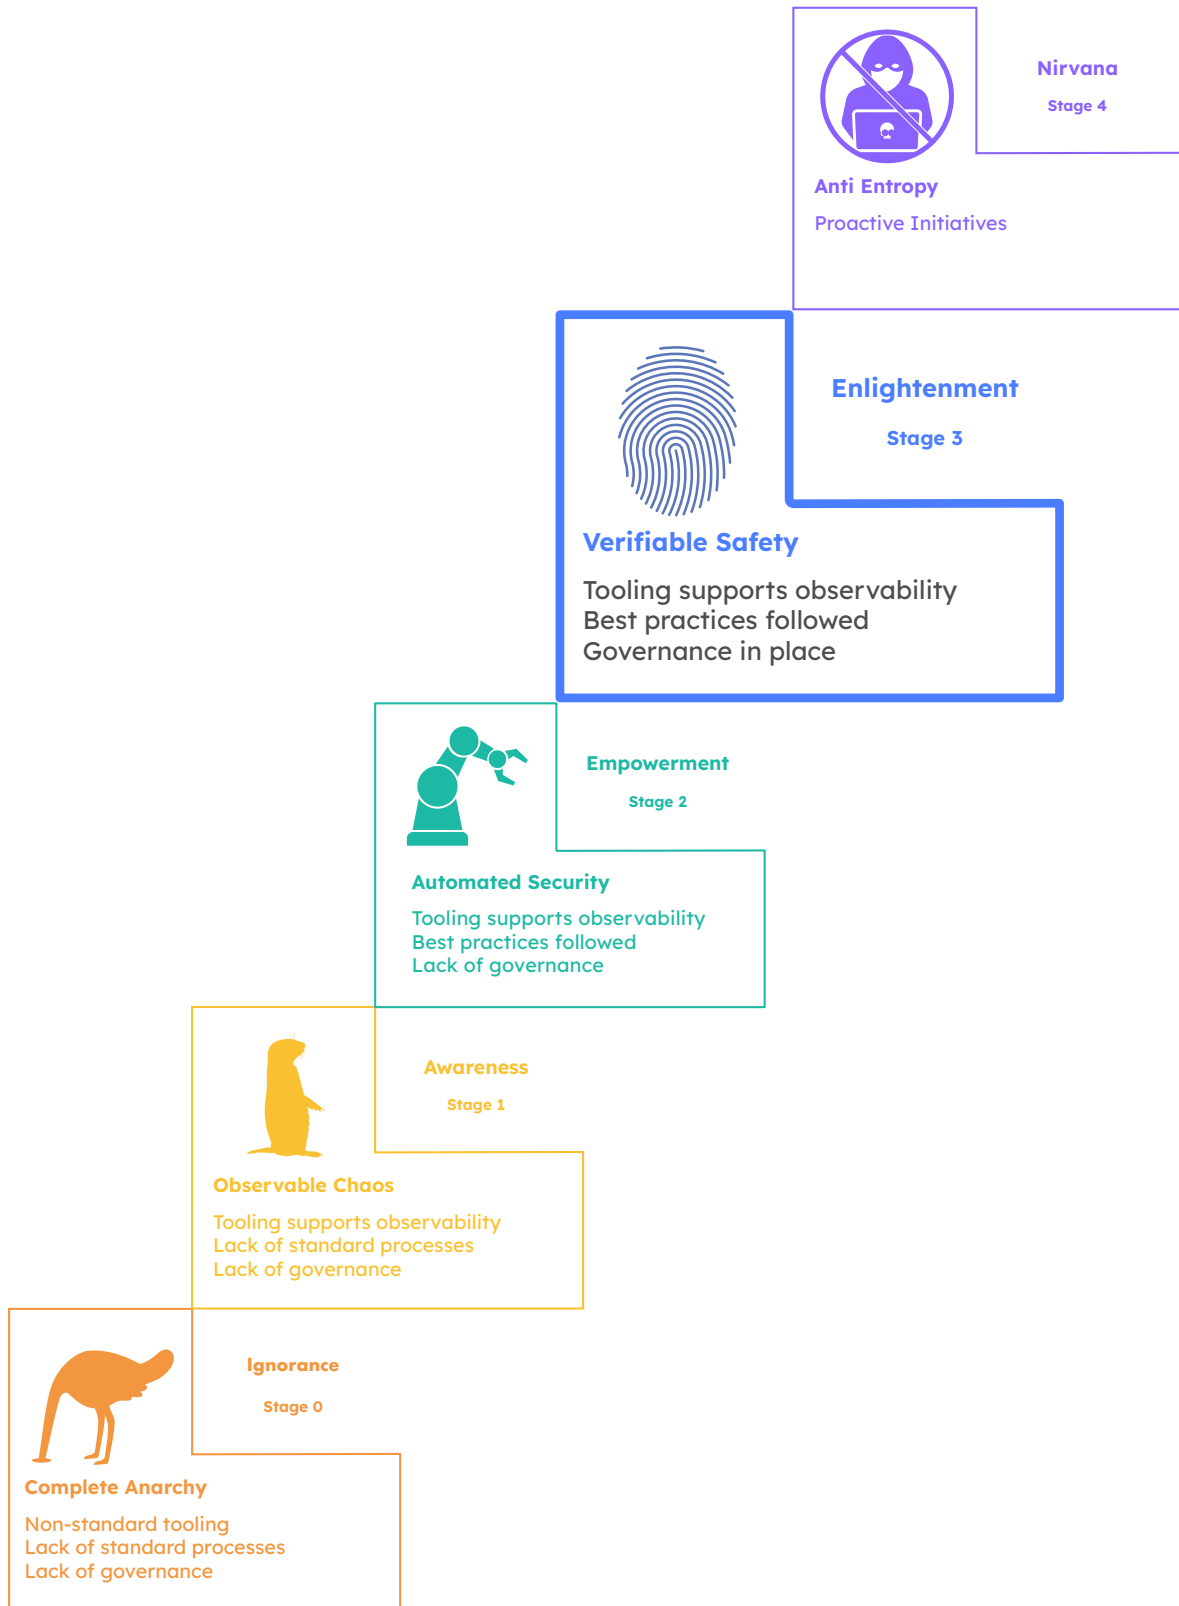 Nirvana
Stage 4
Anti Entropy
Proactive Initiatives
Enlightenment
Stage 3
Verifiable Safety
Tooling supports observability
Best practices followed
Governance in place
Empowerment
Stage 2
Automated Security
Tooling supports observability
Best practices followed
Lack of governance
Awareness
Stage 1
Observable Chaos
Tooling supports observability
Lack of standard processes
Lack of governance
Ignorance
Stage 0
Complete Anarchy
Non-standard tooling
Lack of standard processes
Lack of governance